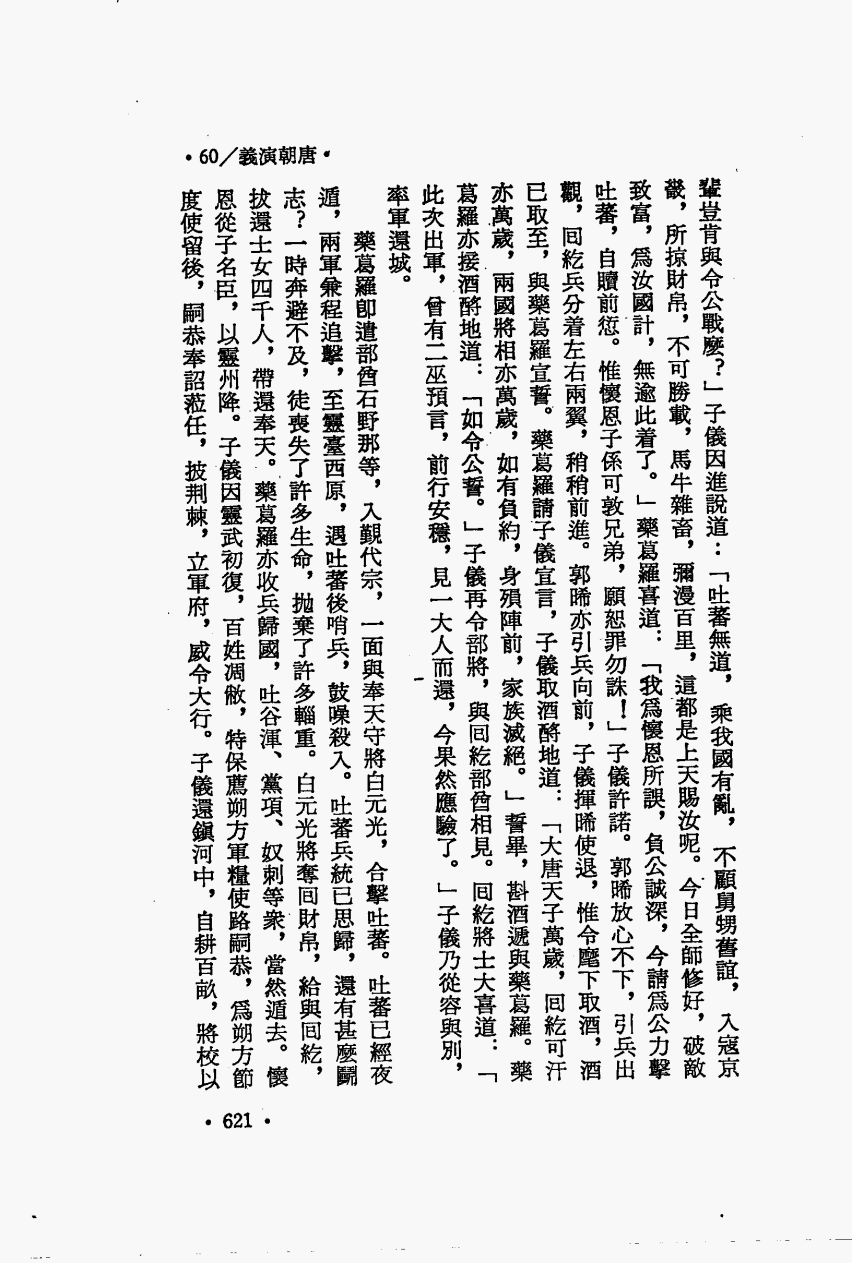 •60／義演朝唐•
輩豈肯與令公戰麼？」子儀因進說道：「吐蕃無道，乘我國有亂，不顧舅甥舊誼，入寇京
畿，所掠財帛，不可勝載，馬牛雜畜，彌漫百里，這都是上天賜汝呢。今日全師修好，破敵
致富，爲汝國計，無逾此着了。」藥葛羅喜道：「我爲懷恩所誤，負公誠深，今請爲公力擊
吐蕃，自贖前愆。惟懷恩子係可敦兄弟，願恕罪勿誅！」子儀許諾。郭晞放心不下，引兵出
觀，回紇兵分着左右兩翼，稍稍前進。郭晞亦引兵向前，子儀揮晞使退，惟令麾下取酒，酒
已取至，與藥葛羅宣誓。藥葛羅請子儀宣言，子儀取酒酹地道：「大唐天子萬歲，回紇可汗
亦萬歲，兩國將相亦萬歲，如有負約，身殞陣前，家族滅絕。」誓畢，斟酒遞與藥葛羅。藥
葛羅亦接酒酹地道：「如令公誓。」子儀再令部將，與回紇部酋相見。回紇將士大喜道：「
此次出軍，曾有二巫預言，前行安穩，見一大人而還，今果然應驗了。」子儀乃從容與別，
率軍還城。
藥葛羅卽遣部酋石野那等，入覲代宗，一面與奉天守將白元光，合擊吐蕃。吐蕃已經夜
遁，兩軍兼程追擊，至靈臺西原，遇吐蕃後哨兵，鼓噪殺入。吐蕃兵統已思歸，還有甚麼鬬
志？一時奔避不及，徒喪失了許多生命，拋棄了許多輜重。白元光將奪回財帛，給與回紇，
拔還士女四千人，帶還奉天。藥葛羅亦收兵歸國，吐谷渾、黨項、奴刺等衆，當然遁去。懷
恩從子名臣，以靈州降。子儀因靈武初復，百姓凋敝，特保薦朔方軍糧使路嗣恭，爲朔方節
度使留後，嗣恭奉詔蒞任，披荆棘，立軍府，威令大行。子儀還鎭河中，自耕百畝，將校以
•621•